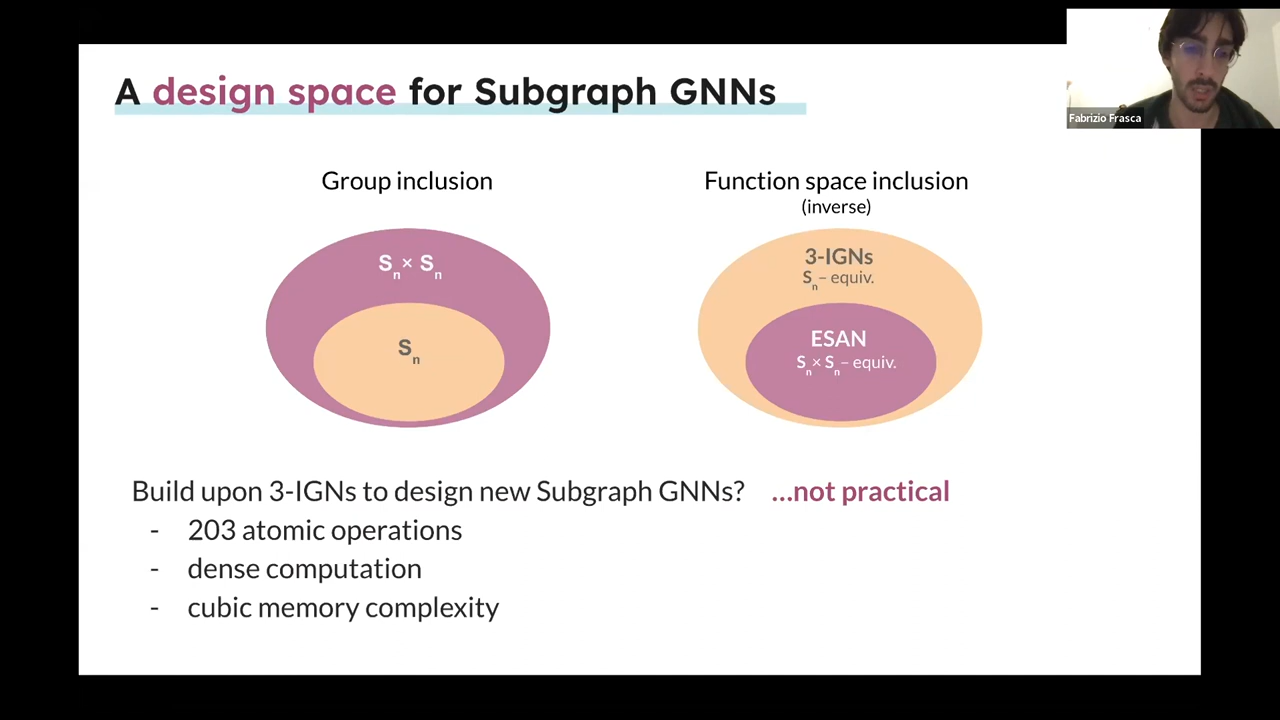 A design space for Subgraph GNNs
Fabrizio Frasca
Group inclusion
Function space inclusion
(inverse)
Sn × Sn
Sn
3-IGNs
Sn – equiv.
ESAN
Sn × Sn – equiv.
Build upon 3-IGNs to design new Subgraph GNNs? ...not practical
- 203 atomic operations
- dense computation
- cubic memory complexity